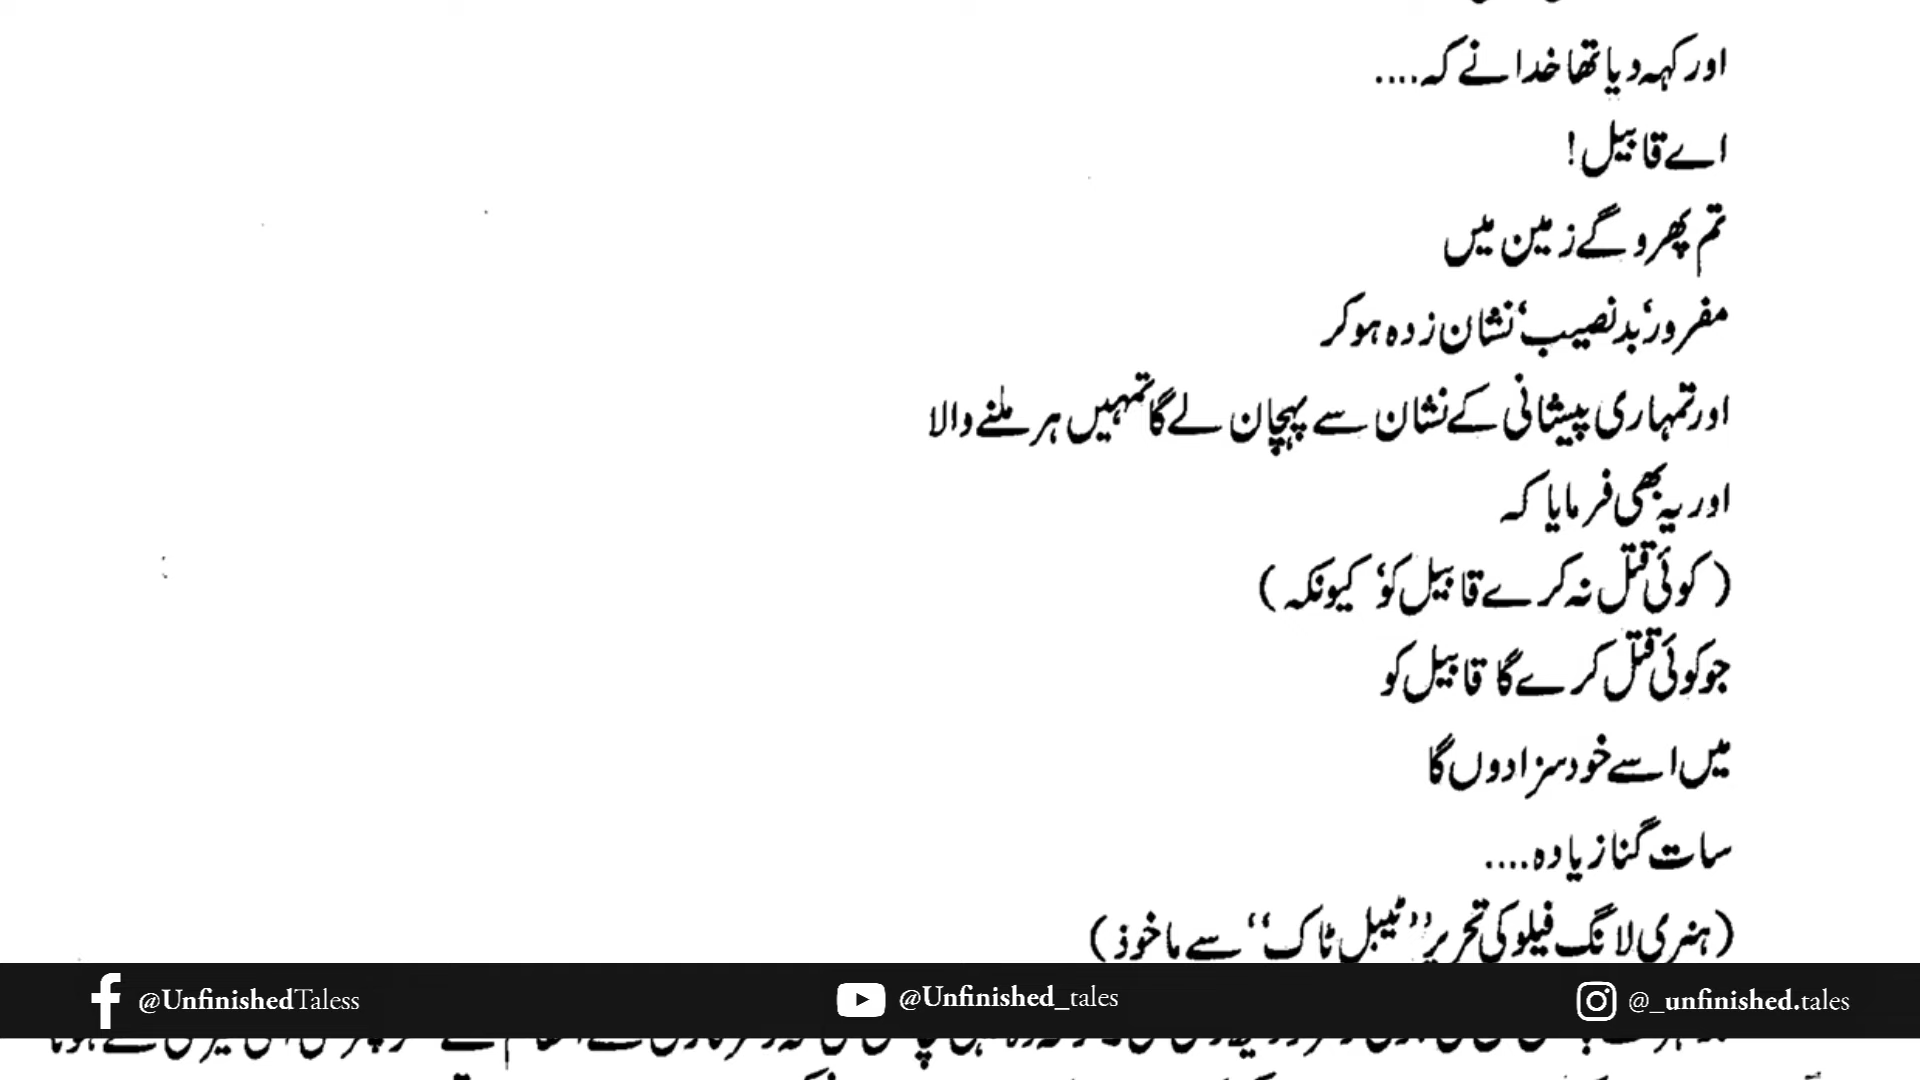 اور کہہ دیا تھا خدا نے کہ....
اے قابیل!
تم پھرو گے زمین میں
مفرور، بدنصیب، نشان زدہ ہو کر
اور تمہاری پیشانی کے نشان سے پہچان لے گا تمہیں ہر ملنے والا
اور یہ بھی فرمایا کہ
(کوئی قتل نہ کرے قابیل کو، کیونکہ)
جو کوئی قتل کرے گا قابیل کو
میں اسے خود سزا دوں گا
سات گنا زیادہ....
(ہنری لانگ فیلو کی تحریر ’’ٹیبل ٹاک‘‘ سے ماخوذ)
@UnfinishedTaless
@Unfinished_tales
@_unfinished.tales